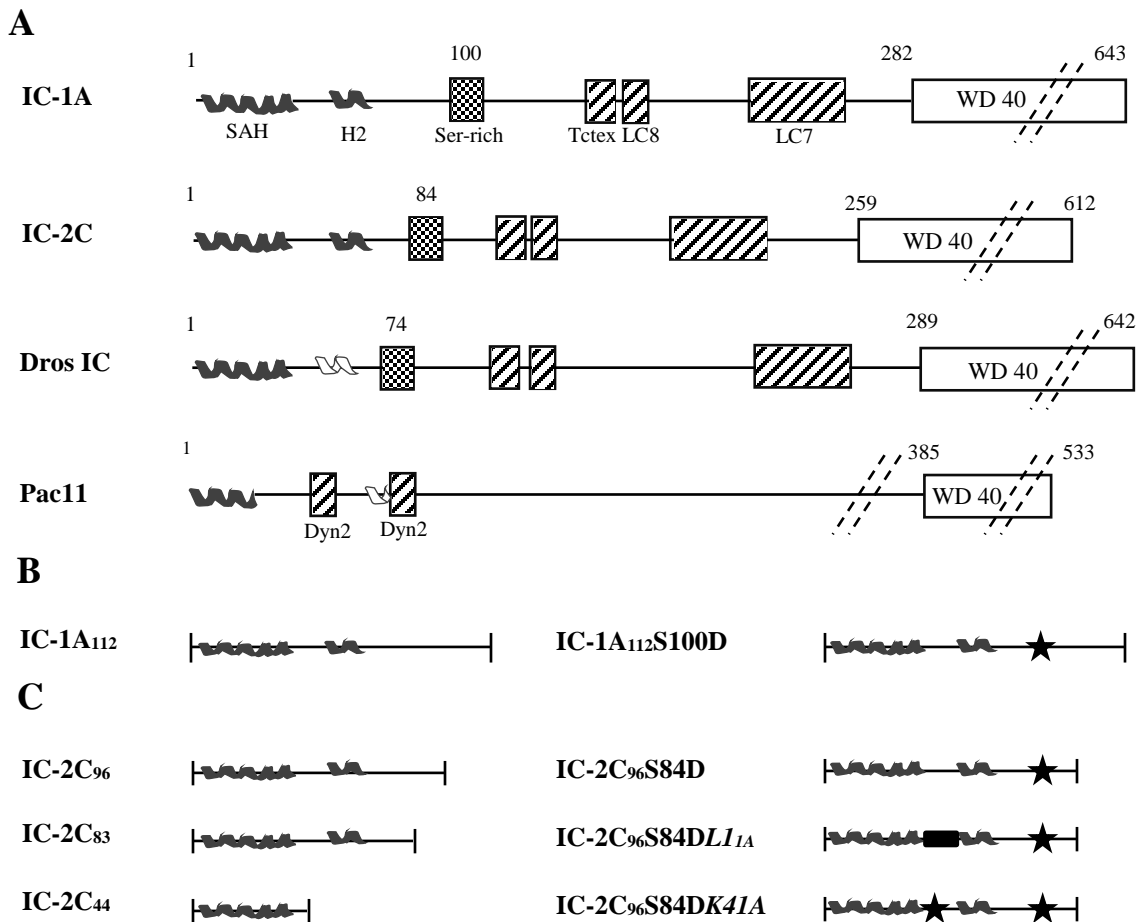 A
1 100 282 643
IC-1A WD 40
SAH H2 Ser-rich Tctex LC8 LC7
1 84 259 612
IC-2C WD 40
1 74 289 642
Dros IC WD 40
1 385 533
Pac11 WD 40
Dyn2 Dyn2
B
IC-1A112 IC-1A112S100D
C
IC-2C96 IC-2C96S84D
IC-2C83 IC-2C96S84DL11A
IC-2C44 IC-2C96S84DK41A